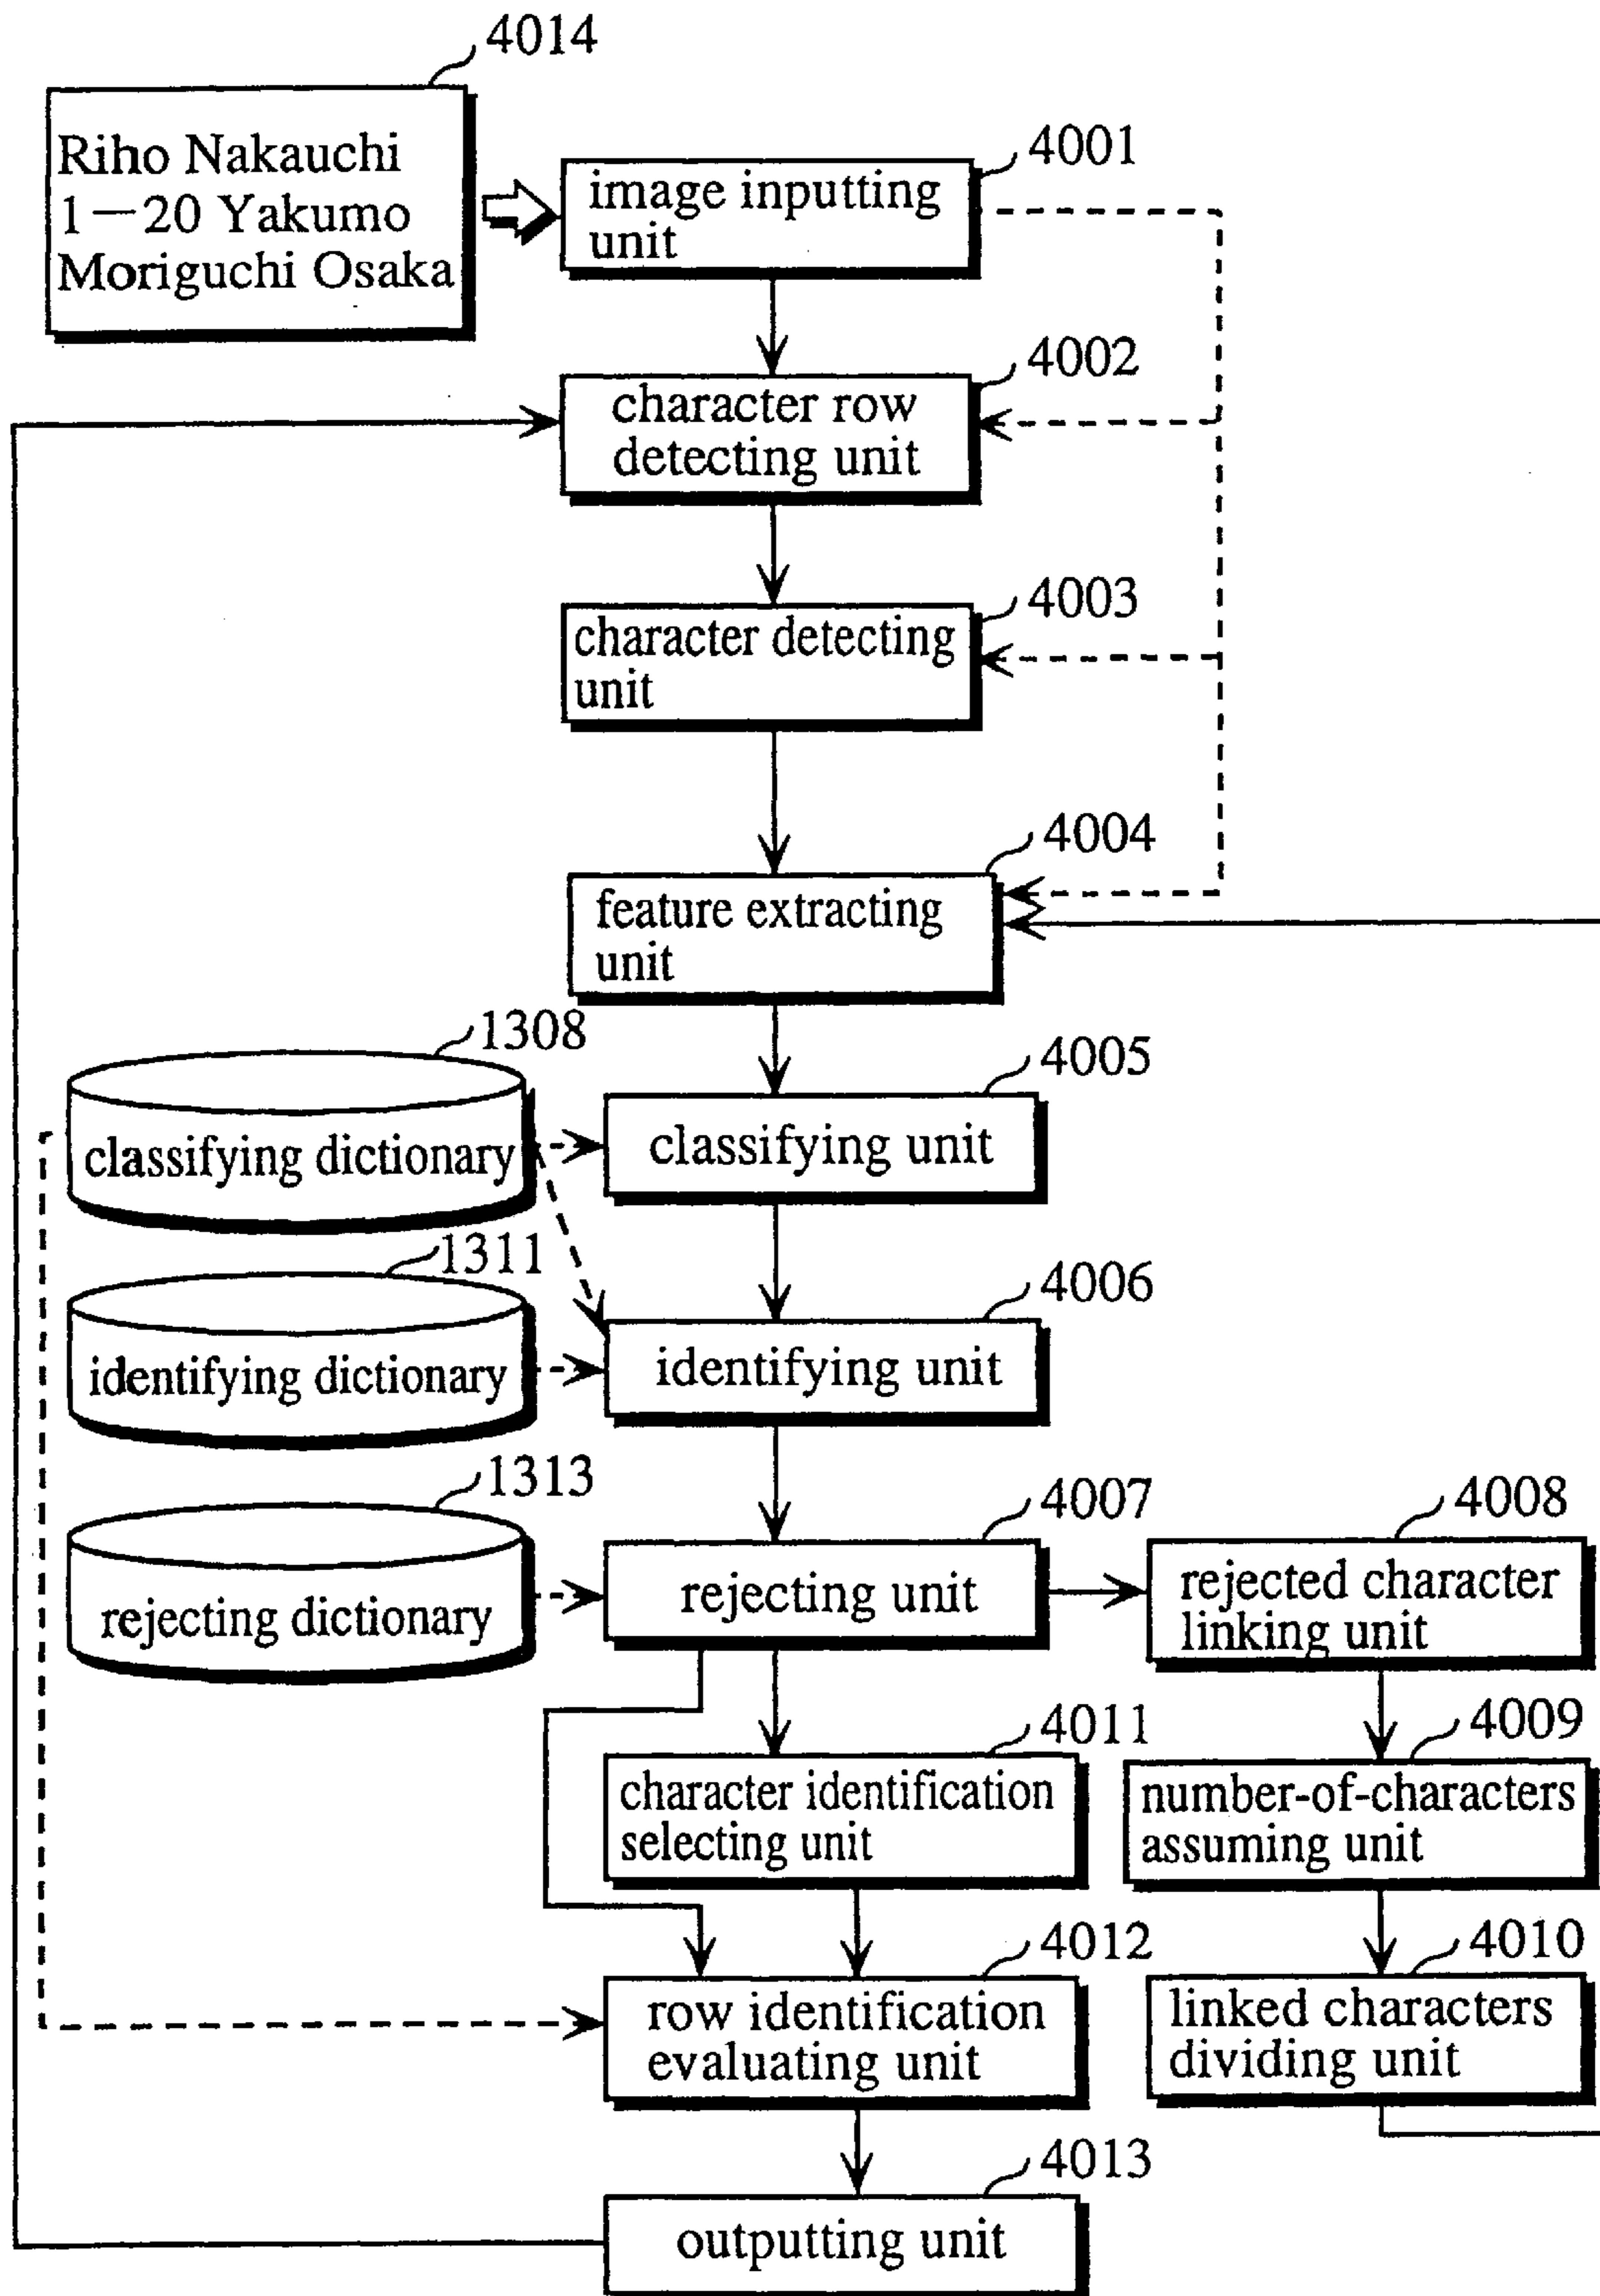 4014
Riho Nakauchi
1—20 Yakumo
Moriguchi Osaka
4001
image inputting
unit
4002
character row
detecting unit
4003
character detecting
unit
4004
feature extracting
unit
1308
classifying dictionary
4005
classifying unit
1311
identifying dictionary
4006
identifying unit
1313
rejecting dictionary
4007
rejecting unit
4008
rejected character
linking unit
4011
character identification
selecting unit
4009
number-of-characters
assuming unit
4012
row identification
evaluating unit
4010
linked characters
dividing unit
4013
outputting unit